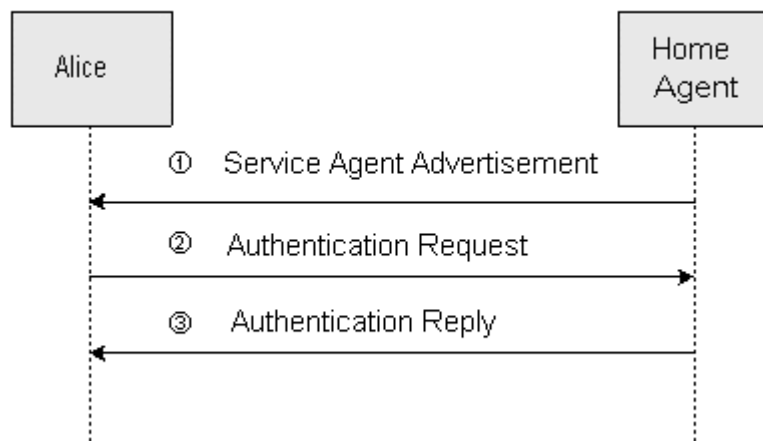 Alice
Home
Agent
① Service Agent Advertisement
② Authentication Request
③ Authentication Reply